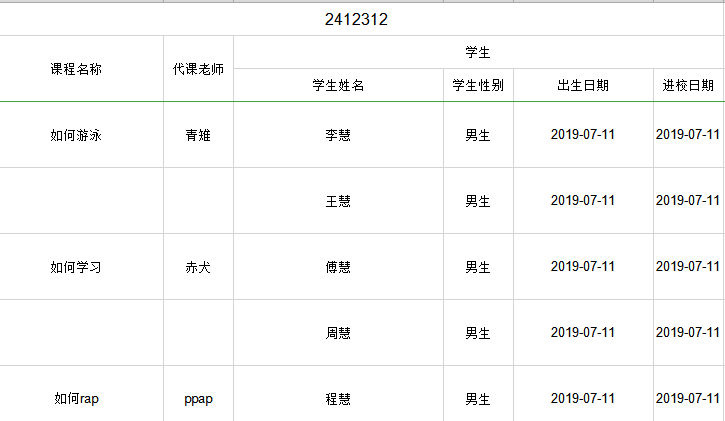 2412312
课程名称 代课老师 学生
学生姓名 学生性别 出生日期 进校日期
如何游泳 青雉 李慧 男生 2019-07-11 2019-07-11
王慧 男生 2019-07-11 2019-07-11
如何学习 赤犬 傅慧 男生 2019-07-11 2019-07-11
周慧 男生 2019-07-11 2019-07-11
如何rap ppap 程慧 男生 2019-07-11 2019-07-11